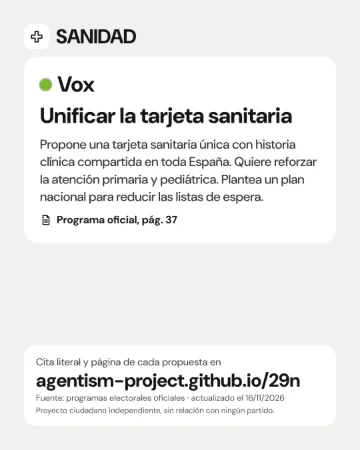 SANIDAD
Vox
Unificar la tarjeta sanitaria
Propone una tarjeta sanitaria única con historia
clínica compartida en toda España. Quiere reforzar
la atención primaria y pediátrica. Plantea un plan
nacional para reducir las listas de espera.
Programa oficial, pág. 37
Cita literal y página de cada propuesta en
agentism-project.github.io/29n
Fuente: programas electorales oficiales · actualizado el 16/11/2026
Proyecto ciudadano independiente, sin relación con ningún partido.